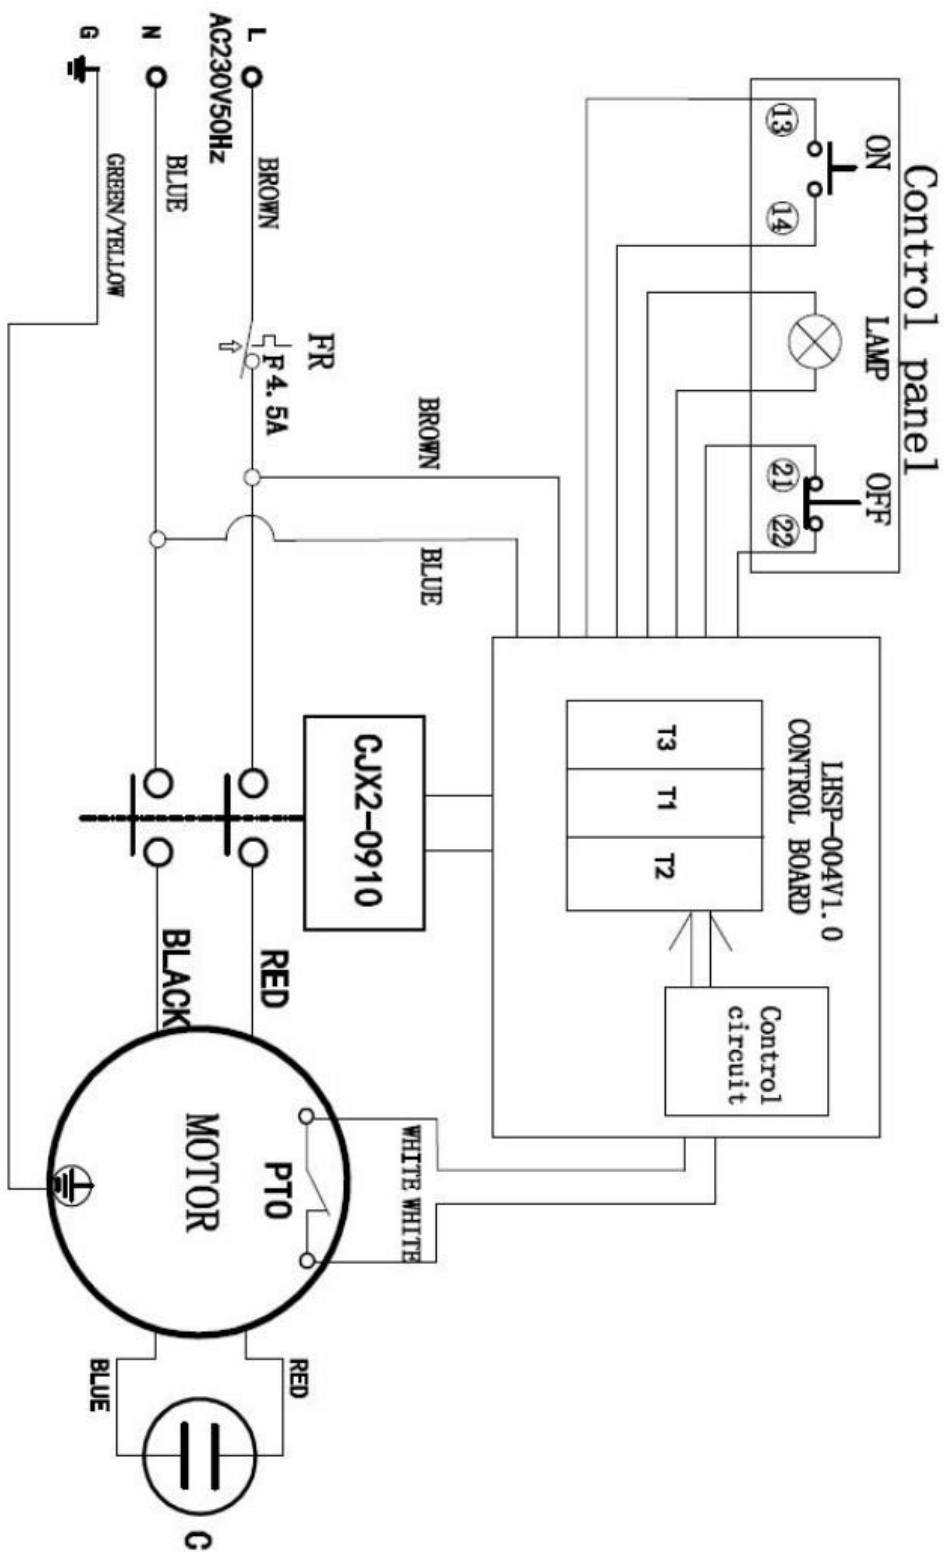 Control panel
ON
13
14
LAMP
OFF
21
22
L
AC230V50Hz
BROWN
N
BLUE
G
GREEN/YELLOW
FR
F4.5A
BROWN
BLUE
LHSP-004V1.0
CONTROL BOARD
T3
T1
T2
Control
circuit
CJX2-0910
RED
BLACK
MOTOR
PTO
WHITE
WHITE
RED
BLUE
C